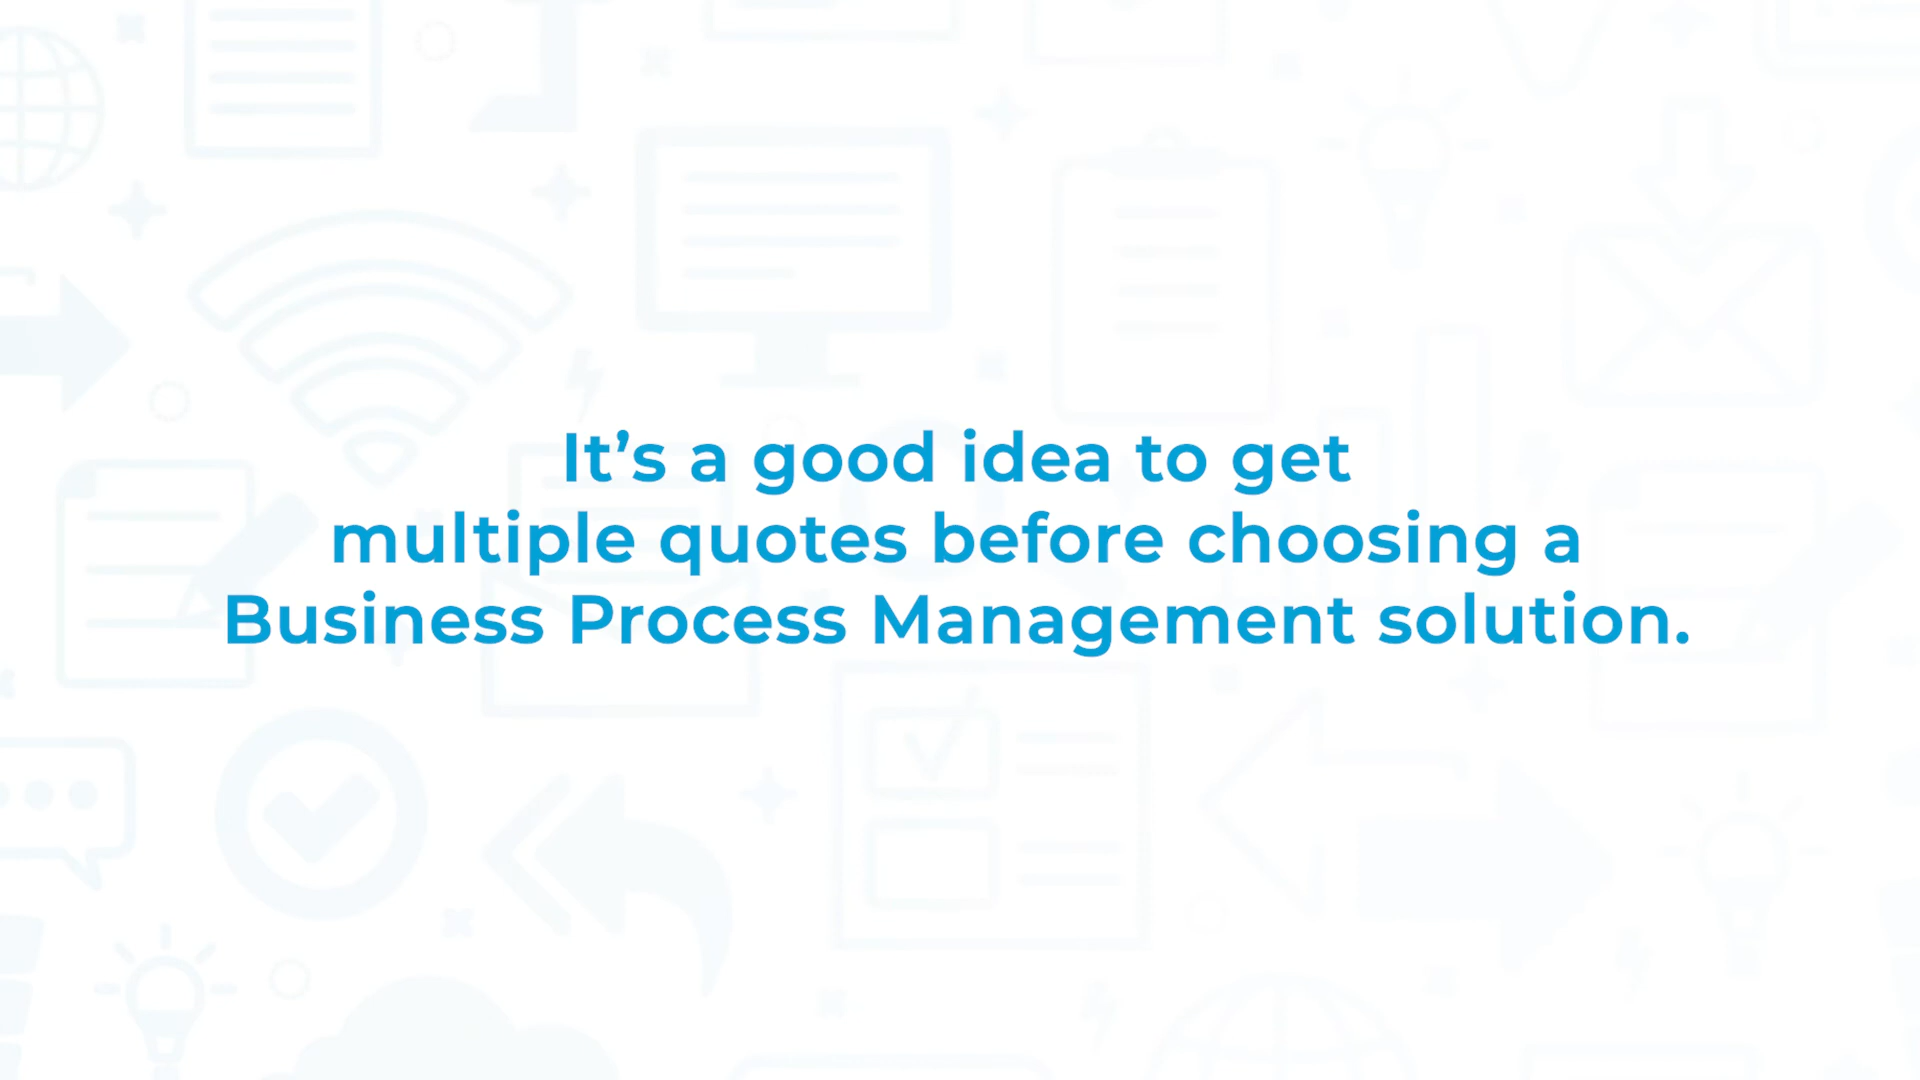 It’s a good idea to get
multiple quotes before choosing a
Business Process Management solution.